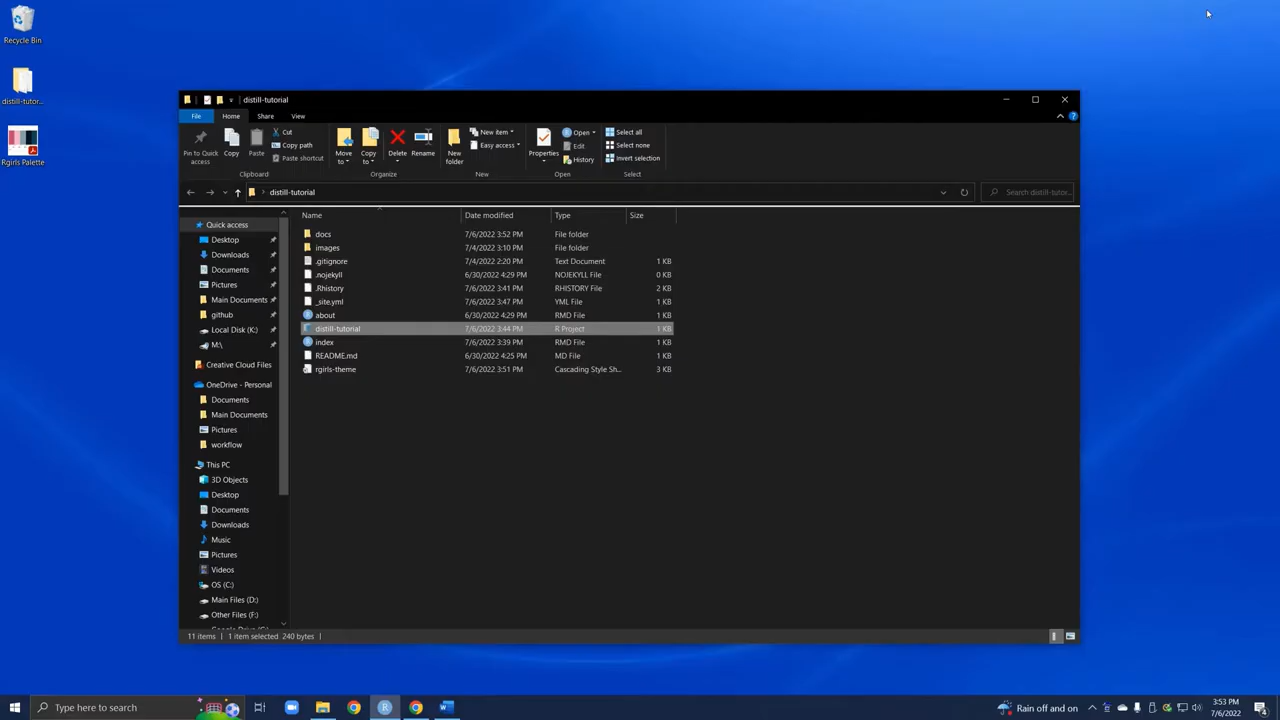 Recycle Bin
distill-tutor...
Rgirls Palette
distill-tutorial
File Home Share View
Pin to Quick access
Copy
Paste
Cut
Copy path
Paste shortcut
Clipboard
Move to
Copy to
Delete
Rename
Organize
New folder
New item
Easy access
New
Properties
Open
Edit
History
Open
Select all
Select none
Invert selection
Select
distill-tutorial
Search distill-tutor...
Name Date modified Type Size
Quick access
Desktop
Downloads
Documents
Pictures
Main Documents
github
Local Disk (K:)
M:\
Creative Cloud Files
OneDrive - Personal
Documents
Main Documents
Pictures
workflow
This PC
3D Objects
Desktop
Documents
Downloads
Music
Pictures
Videos
OS (C:)
Main Files (D:)
Other Files (F:)
docs 7/6/2022 3:52 PM File folder
images 7/4/2022 3:10 PM File folder
.gitignore 7/4/2022 2:20 PM Text Document 1 KB
.nojekyll 6/30/2022 4:29 PM NOJEKYLL File 0 KB
.Rhistory 7/6/2022 3:41 PM RHISTORY File 2 KB
_site.yml 7/6/2022 3:47 PM YML File 1 KB
about 6/30/2022 4:29 PM RMD File 1 KB
distill-tutorial 7/6/2022 3:44 PM R Project 1 KB
index 7/6/2022 3:39 PM RMD File 1 KB
README.md 6/30/2022 4:25 PM MD File 1 KB
rgirls-theme 7/6/2022 3:51 PM Cascading Style Sh... 3 KB
11 items 1 item selected 240 bytes
Type here to search
Rain off and on
3:53 PM
7/6/2022